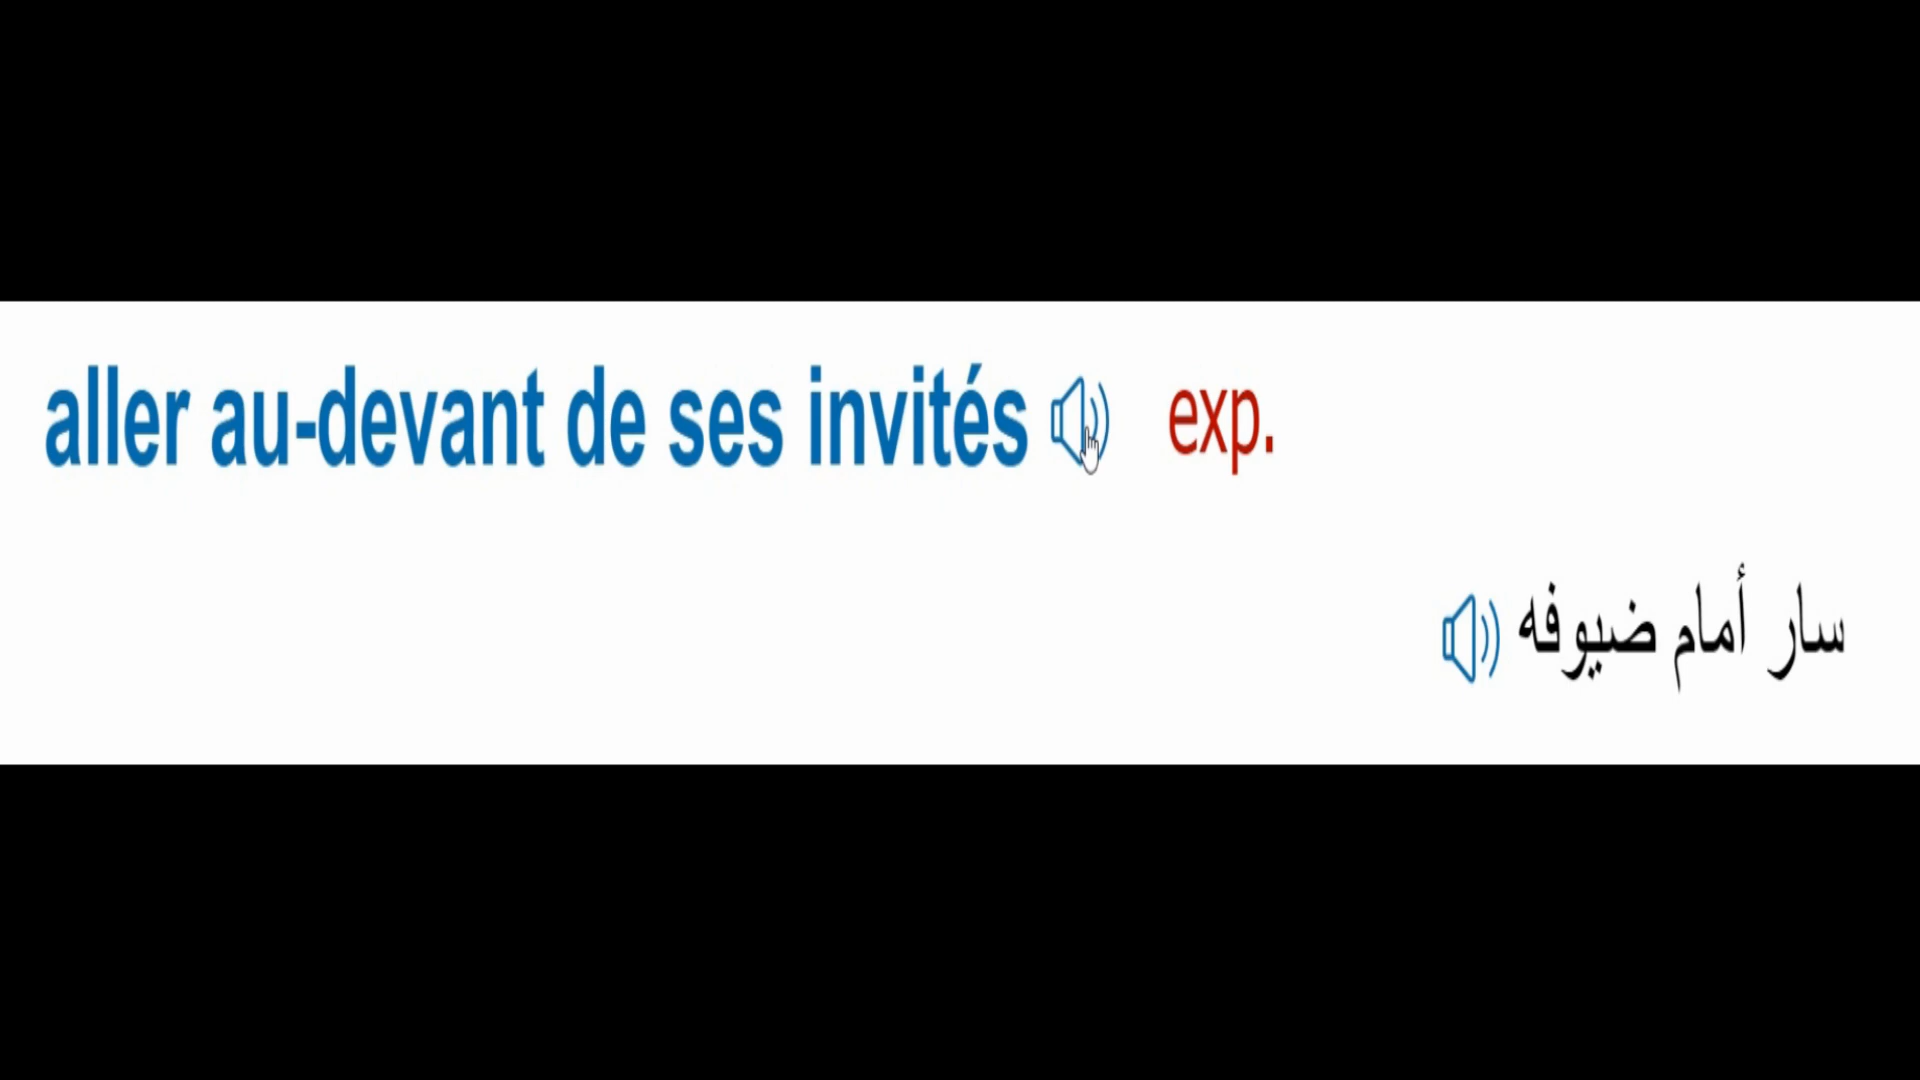 aller au-devant de ses invités exp.
سار أمام ضيوفه